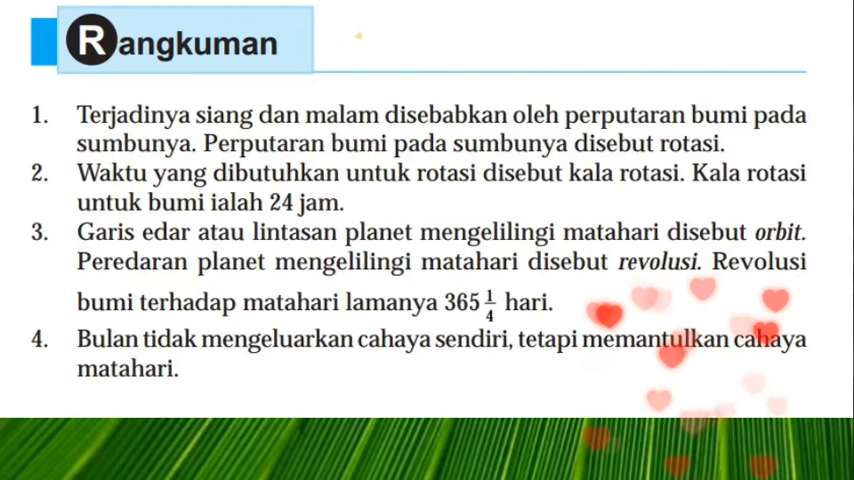 Rangkuman
1. Terjadinya siang dan malam disebabkan oleh perputaran bumi pada
sumbunya. Perputaran bumi pada sumbunya disebut rotasi.
2. Waktu yang dibutuhkan untuk rotasi disebut kala rotasi. Kala rotasi
untuk bumi ialah 24 jam.
3. Garis edar atau lintasan planet mengelilingi matahari disebut orbit.
Peredaran planet mengelilingi matahari disebut revolusi. Revolusi
bumi terhadap matahari lamanya 365 1/4 hari.
4. Bulan tidak mengeluarkan cahaya sendiri, tetapi memantulkan cahaya
matahari.